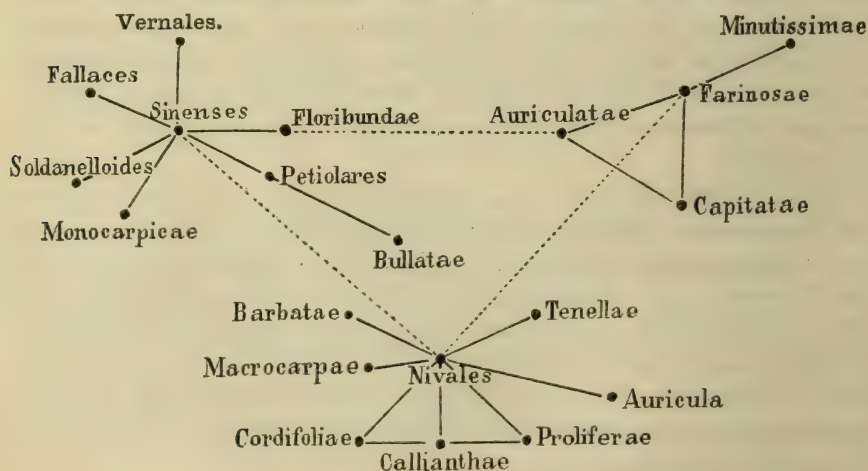 Vernales.
Minutissimae
Fallaces
Farinosae
Sinenses
Floribundae
Auriculatae
Soldanelloides
Petiolares
Capitatae
Monocarpicae
Bullatae
Barbatae
Tenellae
Macrocarpae
Nivales
Auricula
Cordifoliae
Proliferae
Callianthae